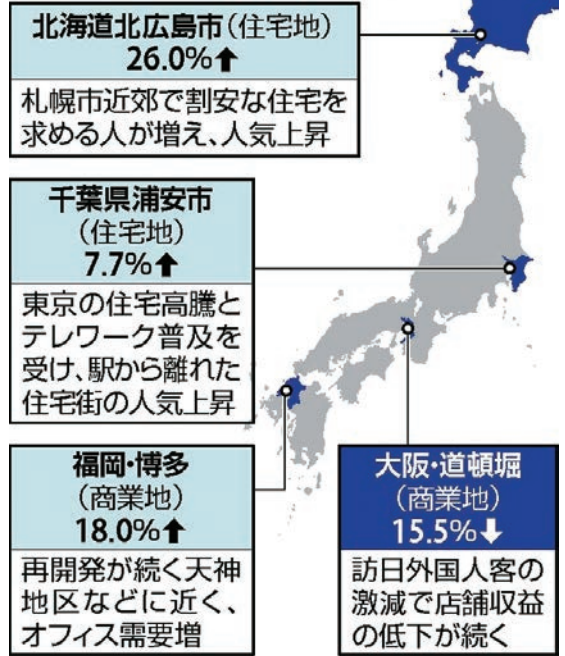 北海道北広島市(住宅地)
26.0%⬆
札幌市近郊で割安な住宅を
求める人が増え、人気上昇
千葉県浦安市
(住宅地)
7.7%⬆
東京の住宅高騰と
テレワーク普及を
受け、駅から離れた
住宅街の人気上昇
福岡・博多
(商業地)
18.0%⬆
再開発が続く天神
地区などに近く、
オフィス需要増
大阪・道頓堀
(商業地)
15.5%⬇
訪日外国人客の
激減で店舗収益
の低下が続く